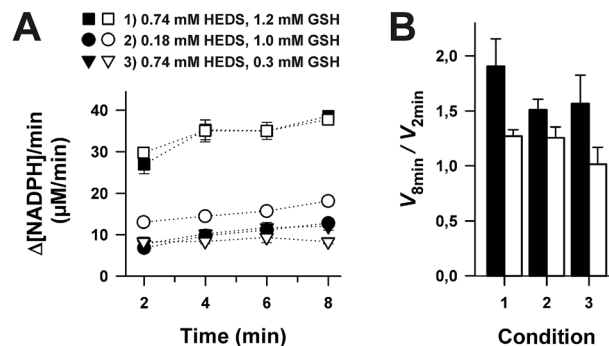 A
1) 0.74 mM HEDS, 1.2 mM GSH
2) 0.18 mM HEDS, 1.0 mM GSH
3) 0.74 mM HEDS, 0.3 mM GSH
Δ[NADPH]/min
(µM/min)
40
30
20
10
0
2 4 6 8
Time (min)
B
V8min / V2min
2,0
1,5
1,0
0,5
0,0
1 2 3
Condition